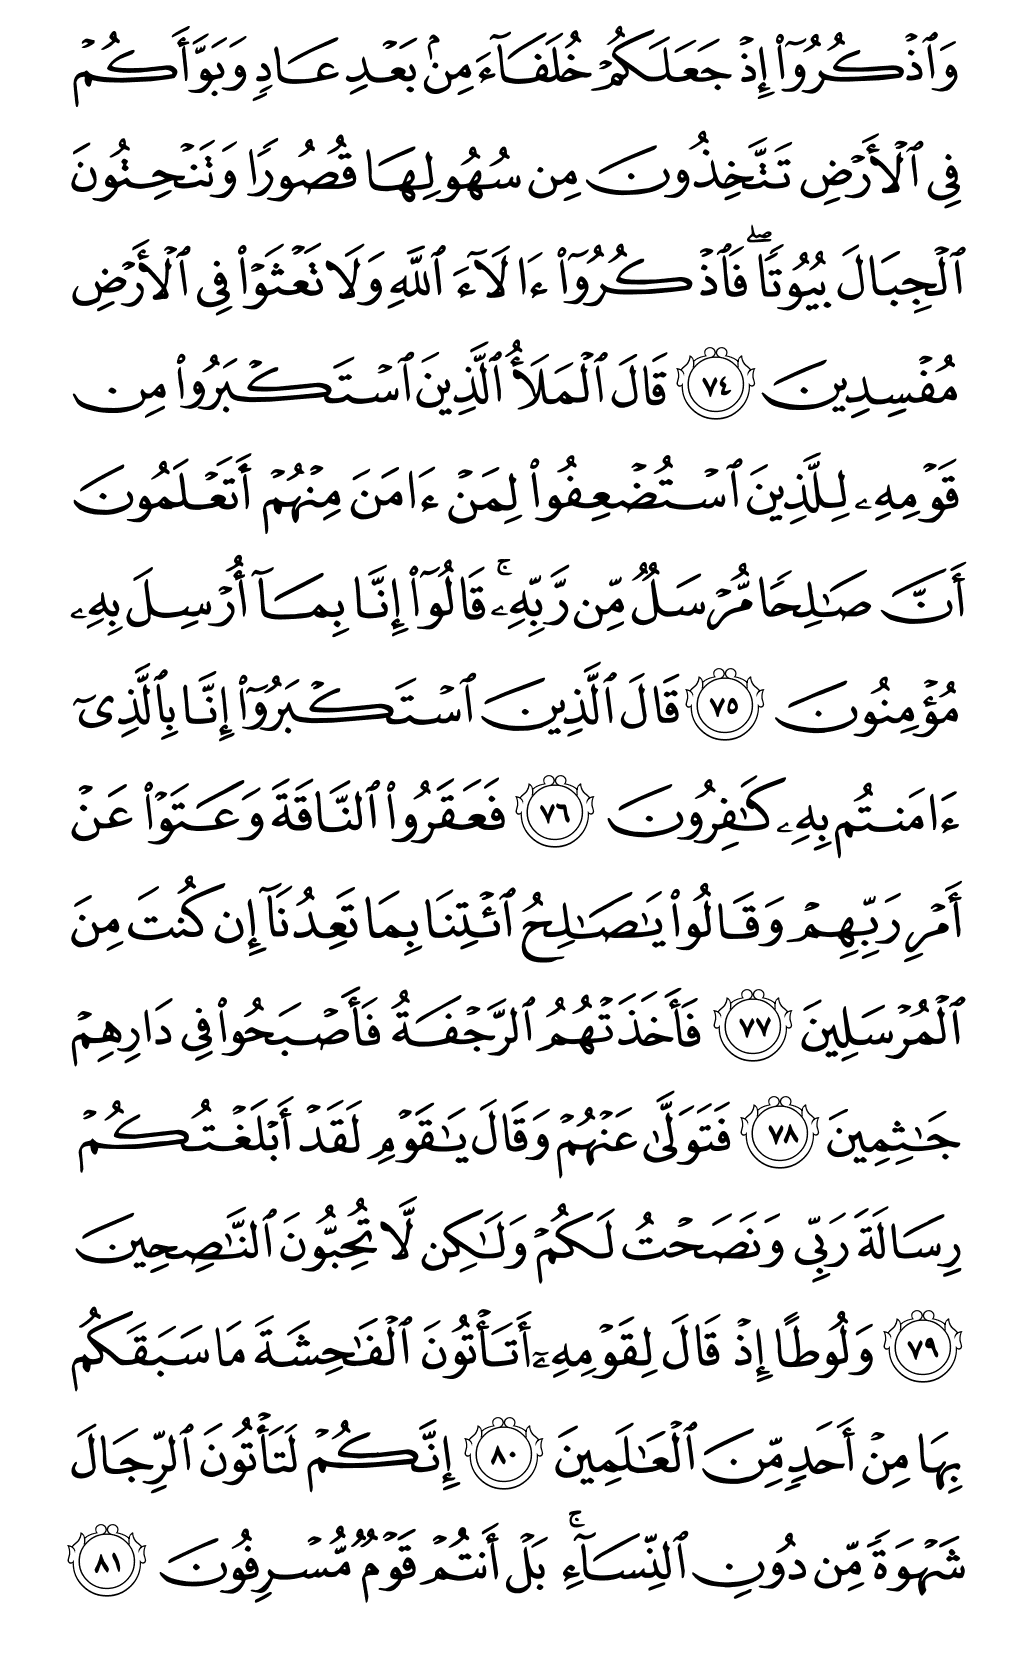 وَٱذۡكُرُوٓاْ إِذۡ جَعَلَكُمۡ خُلَفَآءَ مِنۢ بَعۡدِ عَادٖ وَبَوَّأَكُمۡ
فِي ٱلۡأَرۡضِ تَتَّخِذُونَ مِن سُهُولِهَا قُصُورٗا وَتَنۡحِتُونَ
ٱلۡجِبَالَ بُيُوتٗاۖ فَٱذۡكُرُوٓاْ ءَالَآءَ ٱللَّهِ وَلَا تَعۡثَوۡاْ فِي ٱلۡأَرۡضِ
مُفۡسِدِينَ ٧٤ قَالَ ٱلۡمَلَأُ ٱلَّذِينَ ٱسۡتَكۡبَرُواْ مِن
قَوۡمِهِۦ لِلَّذِينَ ٱسۡتُضۡعِفُواْ لِمَنۡ ءَامَنَ مِنۡهُمۡ أَتَعۡلَمُونَ
أَنَّ صَٰلِحٗا مُّرۡسَلٞ مِّن رَّبِّهِۦۚ قَالُوٓاْ إِنَّا بِمَآ أُرۡسِلَ بِهِۦ
مُؤۡمِنُونَ ٧٥ قَالَ ٱلَّذِينَ ٱسۡتَكۡبَرُوٓاْ إِنَّا بِٱلَّذِيٓ
ءَامَنتُم بِهِۦ كَٰفِرُونَ ٧٦ فَعَقَرُواْ ٱلنَّاقَةَ وَعَتَوۡاْ عَنۡ
أَمۡرِ رَبِّهِمۡ وَقَالُواْ يَٰصَٰلِحُ ٱئۡتِنَا بِمَا تَعِدُنَآ إِن كُنتَ مِنَ
ٱلۡمُرۡسَلِينَ ٧٧ فَأَخَذَتۡهُمُ ٱلرَّجۡفَةُ فَأَصۡبَحُواْ فِي دَارِهِمۡ
جَٰثِمِينَ ٧٨ فَتَوَلَّىٰ عَنۡهُمۡ وَقَالَ يَٰقَوۡمِ لَقَدۡ أَبۡلَغۡتُكُمۡ
رِسَالَةَ رَبِّي وَنَصَحۡتُ لَكُمۡ وَلَٰكِن لَّا تُحِبُّونَ ٱلنَّٰصِحِينَ
٧٩ وَلُوطًا إِذۡ قَالَ لِقَوۡمِهِۦٓ أَتَأۡتُونَ ٱلۡفَٰحِشَةَ مَا سَبَقَكُم
بِهَا مِنۡ أَحَدٖ مِّنَ ٱلۡعَٰلَمِينَ ٨٠ إِنَّكُمۡ لَتَأۡتُونَ ٱلرِّجَالَ
شَهۡوَةٗ مِّن دُونِ ٱلنِّسَآءِۚ بَلۡ أَنتُمۡ قَوۡمٞ مُّسۡرِفُونَ ٨١